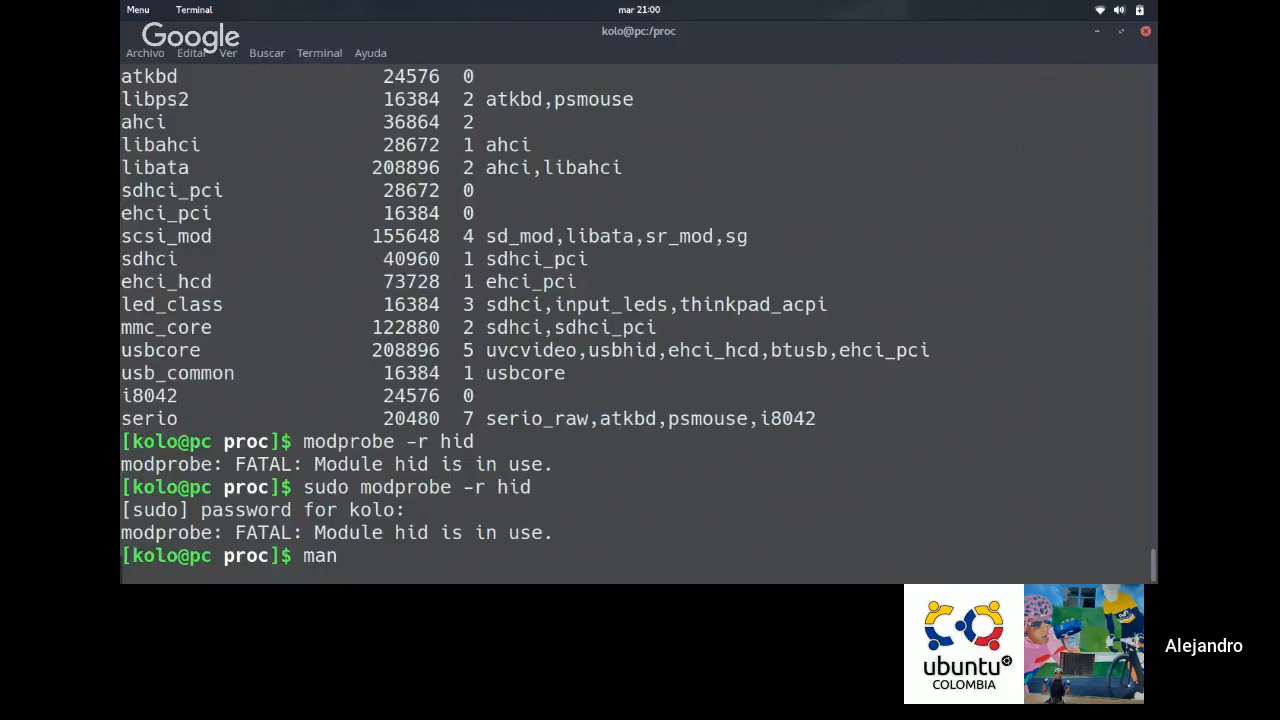 Menu Terminal mar 21:00
kolo@pc:/proc
Google
Archivo Editar Ver Buscar Terminal Ayuda
atkbd 24576 0
libps2 16384 2 atkbd,psmouse
ahci 36864 2
libahci 28672 1 ahci
libata 208896 2 ahci,libahci
sdhci_pci 28672 0
ehci_pci 16384 0
scsi_mod 155648 4 sd_mod,libata,sr_mod,sg
sdhci 40960 1 sdhci_pci
ehci_hcd 73728 1 ehci_pci
led_class 16384 3 sdhci,input_leds,thinkpad_acpi
mmc_core 122880 2 sdhci,sdhci_pci
usbcore 208896 5 uvcvideo,usbhid,ehci_hcd,btusb,ehci_pci
usb_common 16384 1 usbcore
i8042 24576 0
serio 20480 7 serio_raw,atkbd,psmouse,i8042
[kolo@pc proc]$ modprobe -r hid
modprobe: FATAL: Module hid is in use.
[kolo@pc proc]$ sudo modprobe -r hid
[sudo] password for kolo:
modprobe: FATAL: Module hid is in use.
[kolo@pc proc]$ man
ubuntu
COLOMBIA
Alejandro